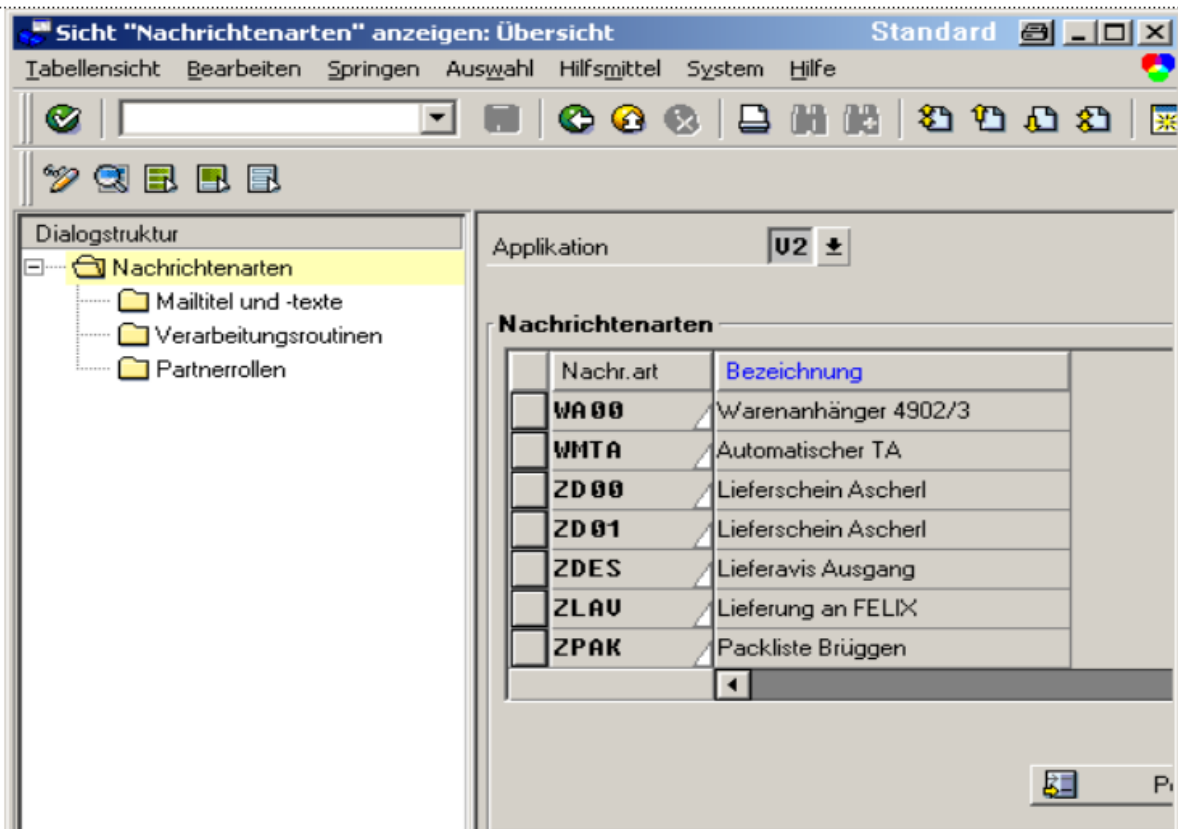 Sicht "Nachrichtenarten" anzeigen: Übersicht Standard
Tabellensicht Bearbeiten Springen Auswahl Hilfsmittel System Hilfe
Dialogstruktur
Nachrichtenarten
Mailtitel und -texte
Verarbeitungsroutinen
Partnerrollen
Applikation V2
Nachrichtenarten
Nachr.art Bezeichnung
WA00 Warenanhänger 4902/3
WMTA Automatischer TA
ZD00 Lieferschein Ascherl
ZD01 Lieferschein Ascherl
ZDES Lieferavis Ausgang
ZLAV Lieferung an FELIX
ZPAK Packliste Brüggen